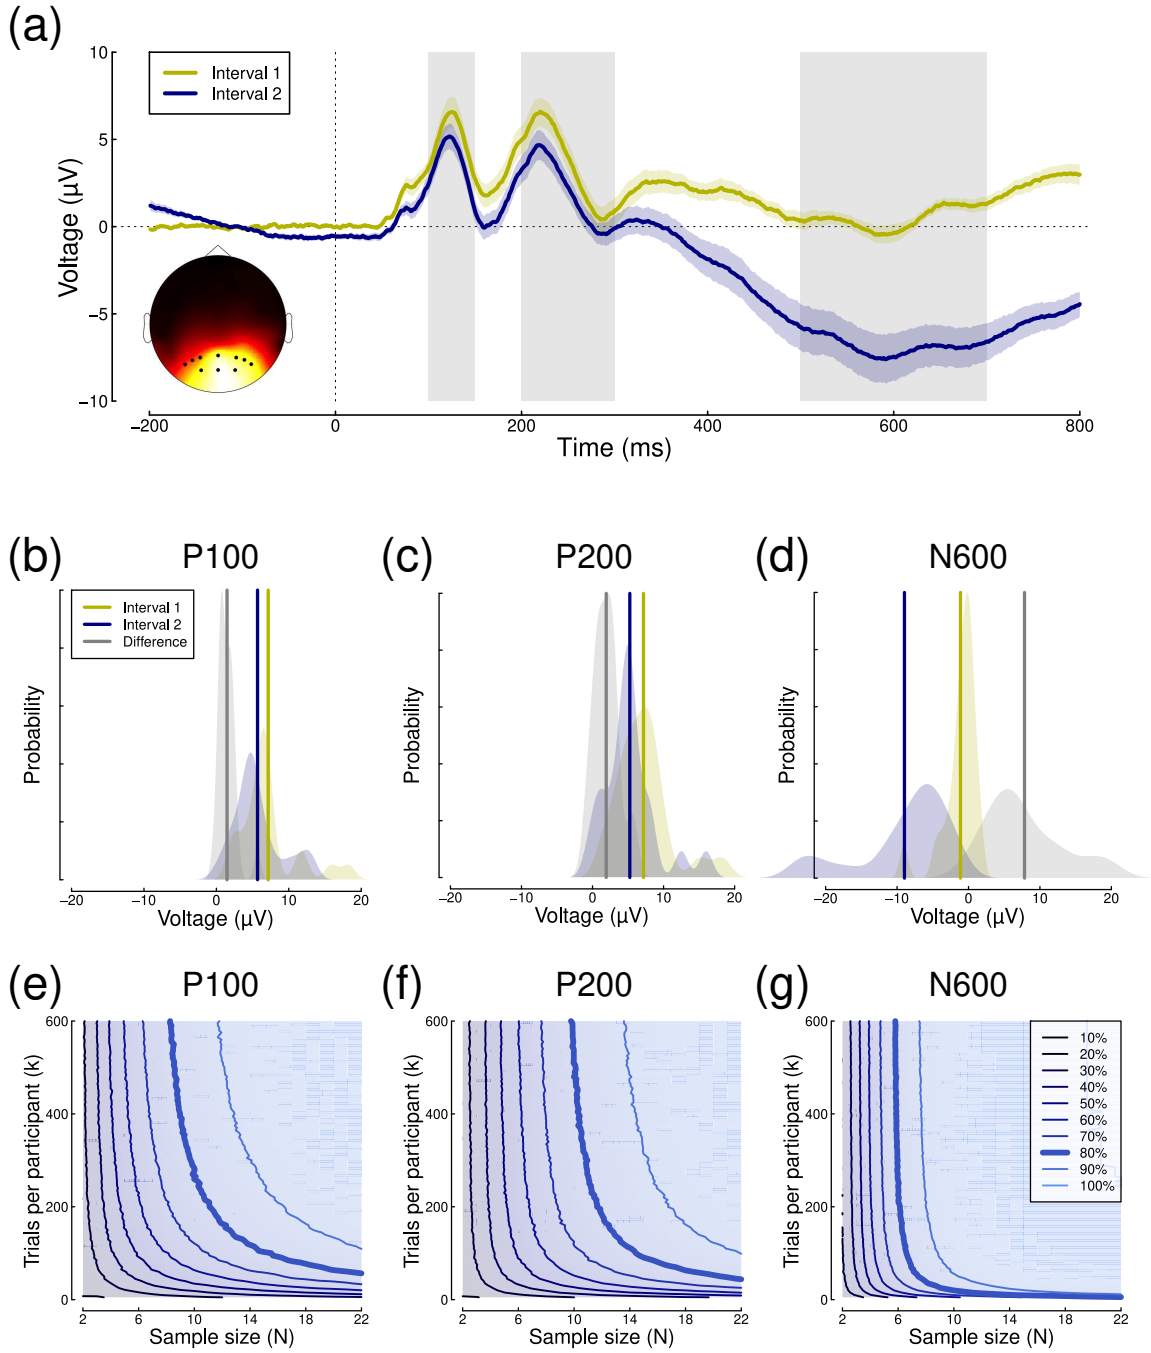 (a)
10
5
0
−5
−10
Voltage (µV)
Interval 1
Interval 2
−200
0
200
400
600
800
Time (ms)
(b)
P100
Interval 1
Interval 2
Difference
Probability
−20
−10
0
10
20
Voltage (µV)
(c)
P200
Probability
−20
−10
0
10
20
Voltage (µV)
(d)
N600
Probability
−20
−10
0
10
20
Voltage (µV)
(e)
P100
600
400
200
0
Trials per participant (k)
2
6
10
14
18
22
Sample size (N)
(f)
P200
600
400
200
0
Trials per participant (k)
2
6
10
14
18
22
Sample size (N)
(g)
N600
600
400
200
0
Trials per participant (k)
10%
20%
30%
40%
50%
60%
70%
80%
90%
100%
2
6
10
14
18
22
Sample size (N)